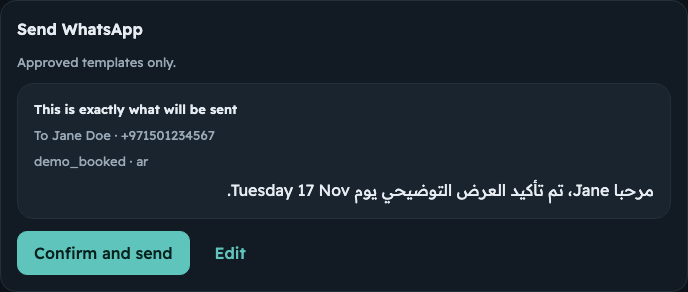 Send WhatsApp
Approved templates only.
This is exactly what will be sent
To Jane Doe · +971501234567
demo_booked · ar
مرحبا Jane، تم تأكيد العرض التوضيحي يوم Tuesday 17 Nov.
Confirm and send
Edit